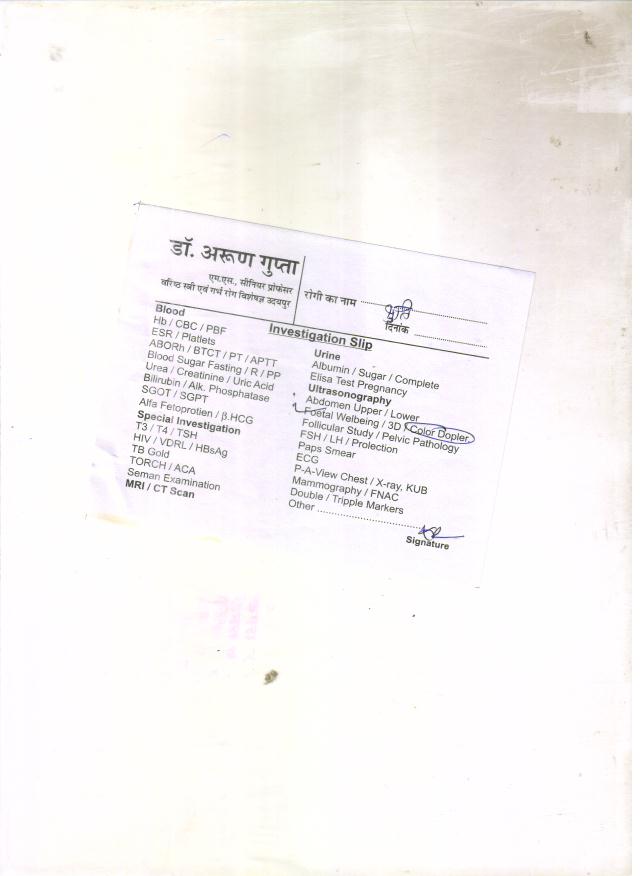 डॉ. अरूण गुप्ता
एम.एस., सीनियर प्रोफेसर
वरिष्ठ स्त्री एवं गर्भ रोग विशेषज्ञ उदयपुर
रोगी का नाम
दिनांक
Investigation Slip
Blood
Hb / CBC / PBF
ESR / Platlets
ABORh / BTCT / PT / APTT
Blood Sugar Fasting / R / PP
Urea / Creatinine / Uric Acid
Bilirubin / Alk. Phosphatase
SGOT / SGPT
Alfa Fetoprotien / β.HCG
Special Investigation
T3 / T4 / TSH
HIV / VDRL / HBsAg
TB Gold
TORCH / ACA
Seman Examination
MRI / CT Scan
Urine
Albumin / Sugar / Complete
Elisa Test Pregnancy
Ultrasonography
Abdomen Upper / Lower
Foetal Welbeing / 3D / Color Dopler
Follicular Study / Pelvic Pathology
FSH / LH / Prolection
Paps Smear
ECG
P-A-View Chest / X-ray. KUB
Mammography / FNAC
Double / Tripple Markers
Other
Signature